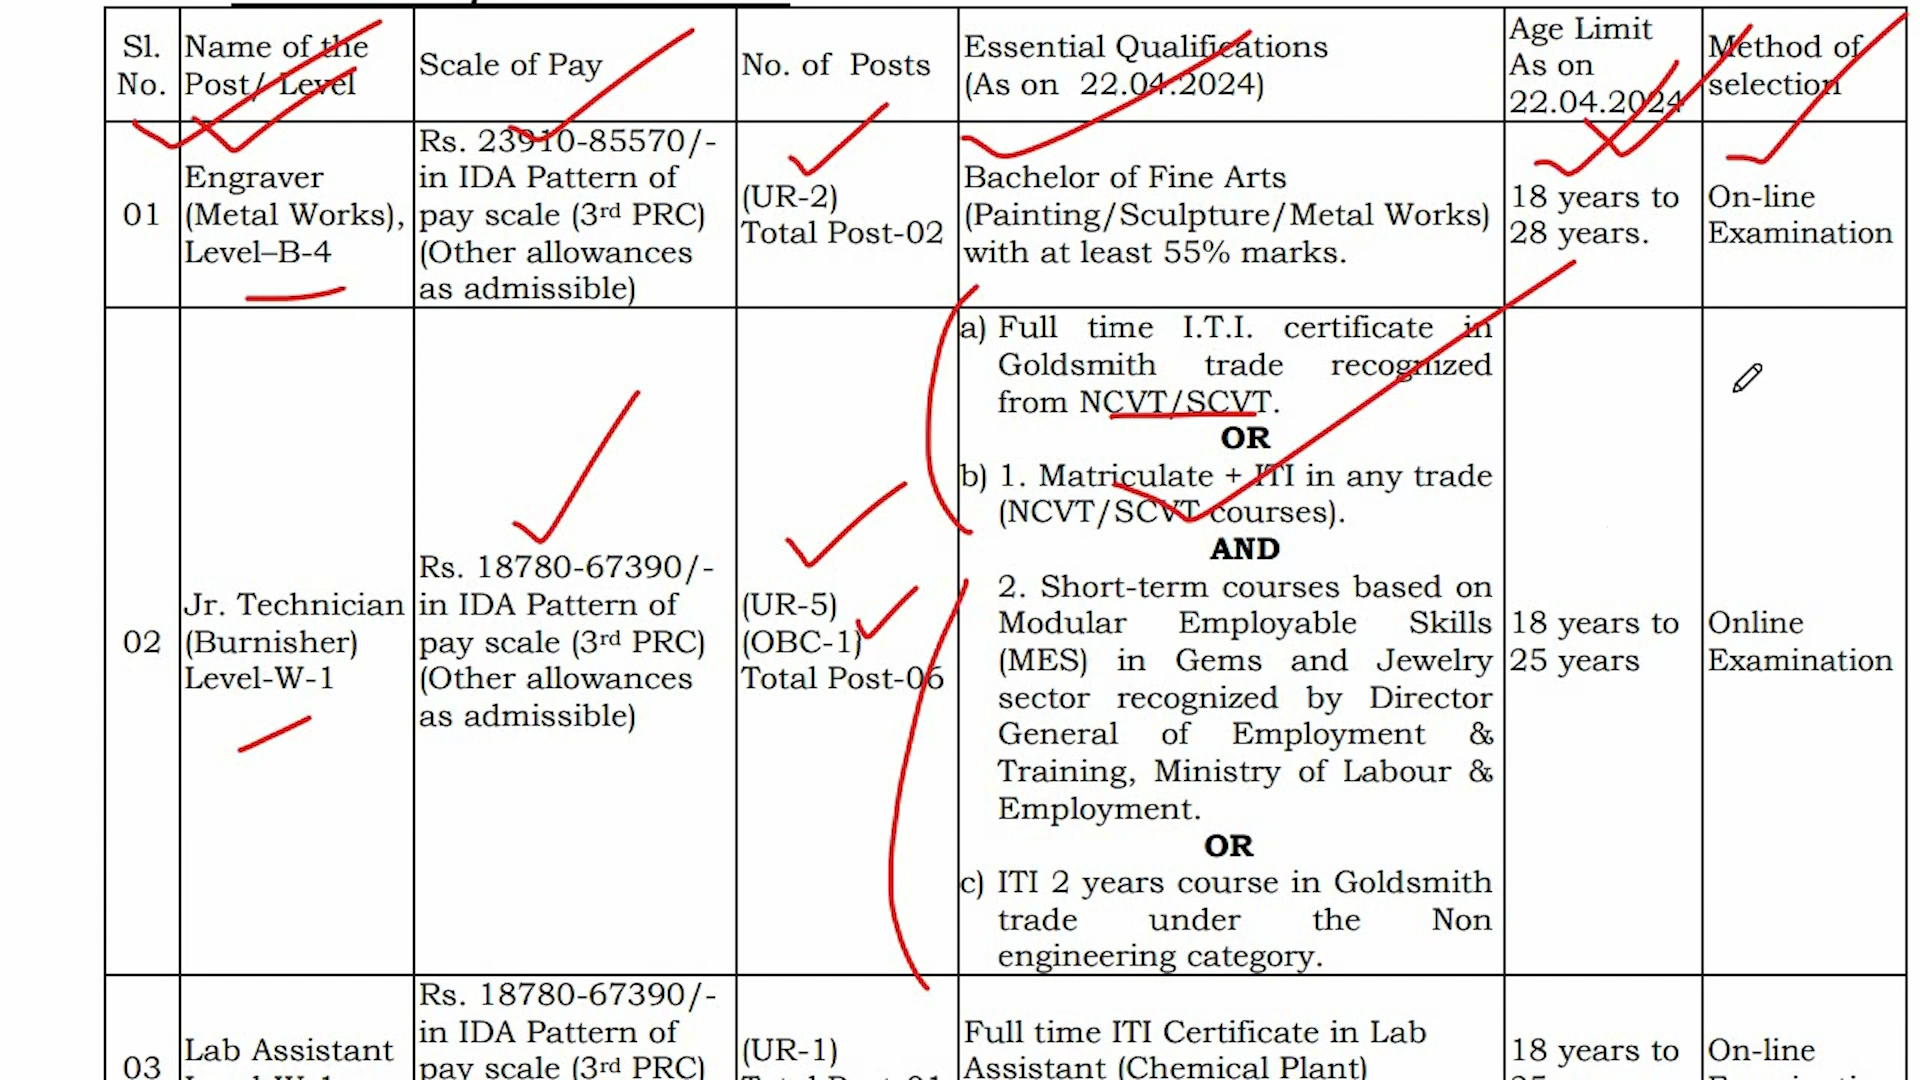 Sl. No.
Name of the Post/ Level
Scale of Pay
No. of Posts
Essential Qualifications (As on 22.04.2024)
Age Limit As on 22.04.2024
Method of selection
01
Engraver
(Metal Works),
Level–B-4
Rs. 23910-85570/-
in IDA Pattern of
pay scale (3rd PRC)
(Other allowances
as admissible)
(UR-2)
Total Post-02
Bachelor of Fine Arts
(Painting/Sculpture/Metal Works)
with at least 55% marks.
18 years to
28 years.
On-line
Examination
02
Jr. Technician
(Burnisher)
Level-W-1
Rs. 18780-67390/-
in IDA Pattern of
pay scale (3rd PRC)
(Other allowances
as admissible)
(UR-5)
(OBC-1)
Total Post-06
a) Full time I.T.I. certificate in
Goldsmith trade recognized
from NCVT/SCVT.
OR
b) 1. Matriculate + ITI in any trade
(NCVT/SCVT courses).
AND
2. Short-term courses based on
Modular Employable Skills
(MES) in Gems and Jewelry
sector recognized by Director
General of Employment &
Training, Ministry of Labour &
Employment.
OR
c) ITI 2 years course in Goldsmith
trade under the Non
engineering category.
18 years to
25 years
Online
Examination
03
Lab Assistant
Rs. 18780-67390/-
in IDA Pattern of
pay scale (3rd PRC)
(UR-1)
Full time ITI Certificate in Lab
Assistant (Chemical Plant)
18 years to
On-line